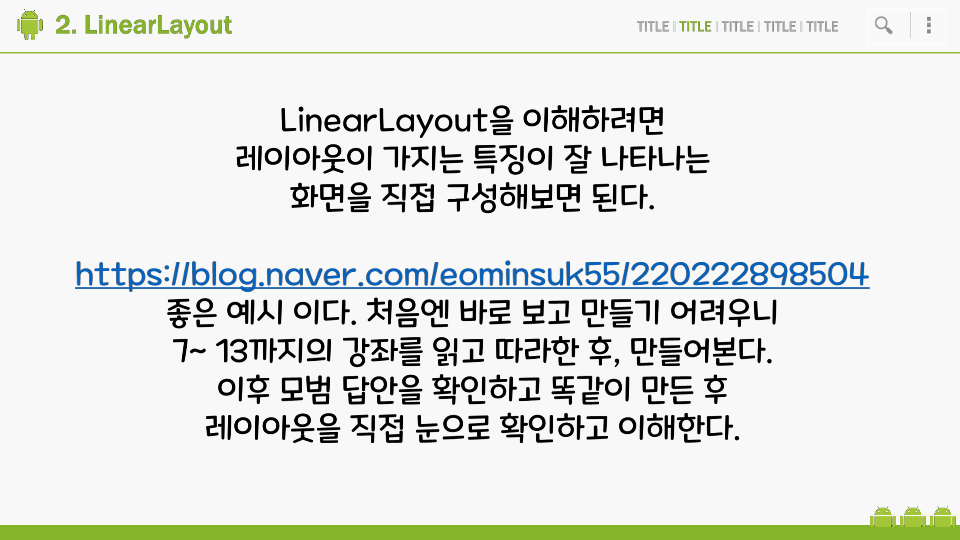 2. LinearLayout
TITLE | TITLE | TITLE | TITLE | TITLE
LinearLayout을 이해하려면
레이아웃이 가지는 특징이 잘 나타나는
화면을 직접 구성해보면 된다.
https://blog.naver.com/eominsuk55/220222898504
좋은 예시 이다. 처음엔 바로 보고 만들기 어려우니
7~ 13까지의 강좌를 읽고 따라한 후, 만들어본다.
이후 모범 답안을 확인하고 똑같이 만든 후
레이아웃을 직접 눈으로 확인하고 이해한다.